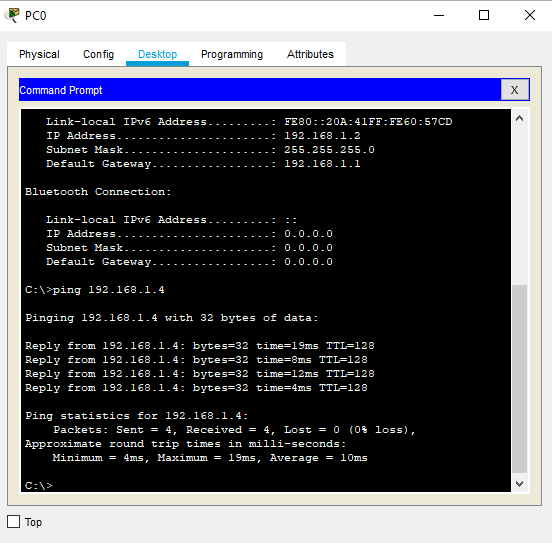 PC0
Physical Config Desktop Programming Attributes
Command Prompt X
Link-local IPv6 Address.........: FE80::20A:41FF:FE60:57CD
IP Address......................: 192.168.1.2
Subnet Mask.....................: 255.255.255.0
Default Gateway.................: 192.168.1.1
Bluetooth Connection:
Link-local IPv6 Address.........: ::
IP Address......................: 0.0.0.0
Subnet Mask.....................: 0.0.0.0
Default Gateway.................: 0.0.0.0
C:\>ping 192.168.1.4
Pinging 192.168.1.4 with 32 bytes of data:
Reply from 192.168.1.4: bytes=32 time=19ms TTL=128
Reply from 192.168.1.4: bytes=32 time=8ms TTL=128
Reply from 192.168.1.4: bytes=32 time=12ms TTL=128
Reply from 192.168.1.4: bytes=32 time=4ms TTL=128
Ping statistics for 192.168.1.4:
Packets: Sent = 4, Received = 4, Lost = 0 (0% loss),
Approximate round trip times in milli-seconds:
Minimum = 4ms, Maximum = 19ms, Average = 10ms
C:\>
Top